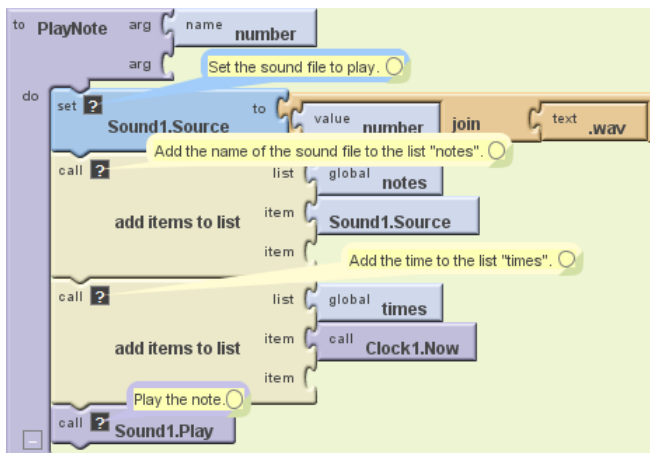 to PlayNote arg name number
arg
Set the sound file to play.
do
set ? Sound1.Source to value number join text .wav
Add the name of the sound file to the list "notes".
call ? add items to list list global notes
item Sound1.Source
item
Add the time to the list "times".
call ? add items to list list global times
item call Clock1.Now
item
Play the note.
call ? Sound1.Play